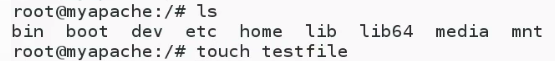 root@myapache:/# ls
bin  boot  dev  etc  home  lib  lib64  media  mnt
root@myapache:/# touch testfile